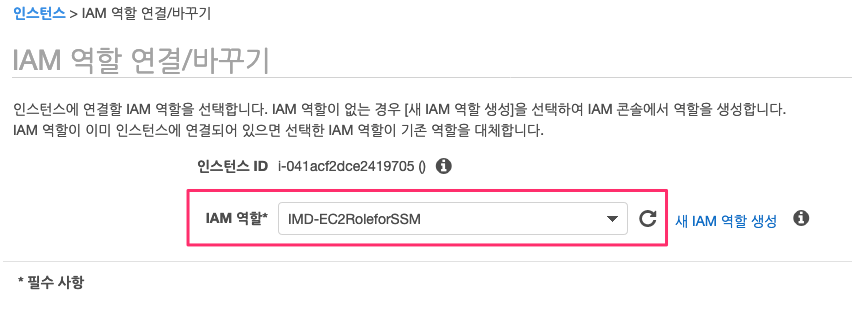 인스턴스 > IAM 역할 연결/바꾸기
IAM 역할 연결/바꾸기
인스턴스에 연결할 IAM 역할을 선택합니다. IAM 역할이 없는 경우 [새 IAM 역할 생성]을 선택하여 IAM 콘솔에서 역할을 생성합니다.
IAM 역할이 이미 인스턴스에 연결되어 있으면 선택한 IAM 역할이 기존 역할을 대체합니다.
인스턴스 ID i-041acf2dce2419705 ()
IAM 역할* IMD-EC2RoleforSSM 새 IAM 역할 생성
* 필수 사항